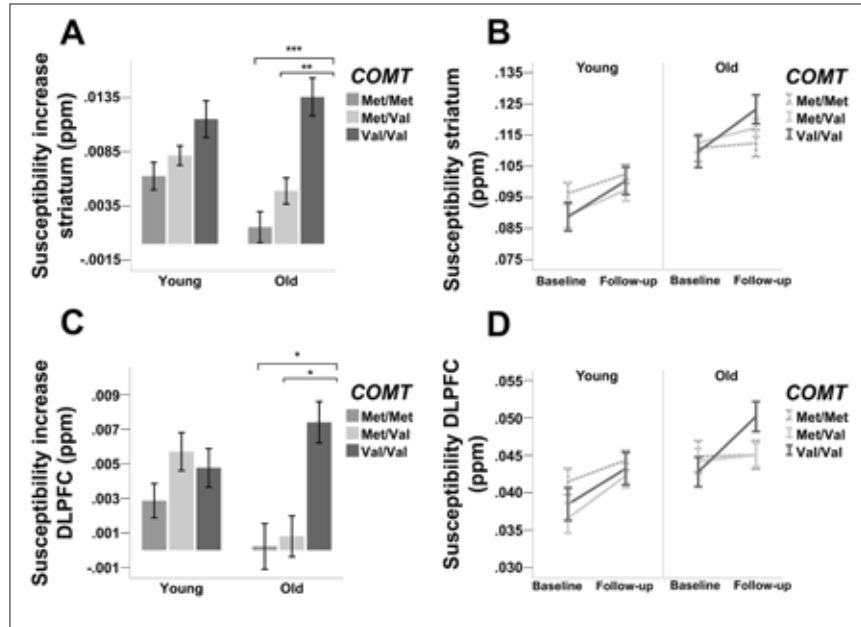 A
Susceptibility increase
striatum (ppm)
.0135
.0085
.0035
-.0015
***
**
Young
Old
COMT
Met/Met
Met/Val
Val/Val
B
Susceptibility striatum
(ppm)
.135
.125
.115
.105
.095
.085
.075
Young
Old
Baseline
Follow-up
Baseline
Follow-up
COMT
Met/Met
Met/Val
Val/Val
C
Susceptibility increase
DLPFC (ppm)
.009
.007
.005
.003
.001
-.001
*
*
Young
Old
COMT
Met/Met
Met/Val
Val/Val
D
Susceptibility DLPFC
(ppm)
.055
.050
.045
.040
.035
.030
Young
Old
Baseline
Follow-up
Baseline
Follow-up
COMT
Met/Met
Met/Val
Val/Val